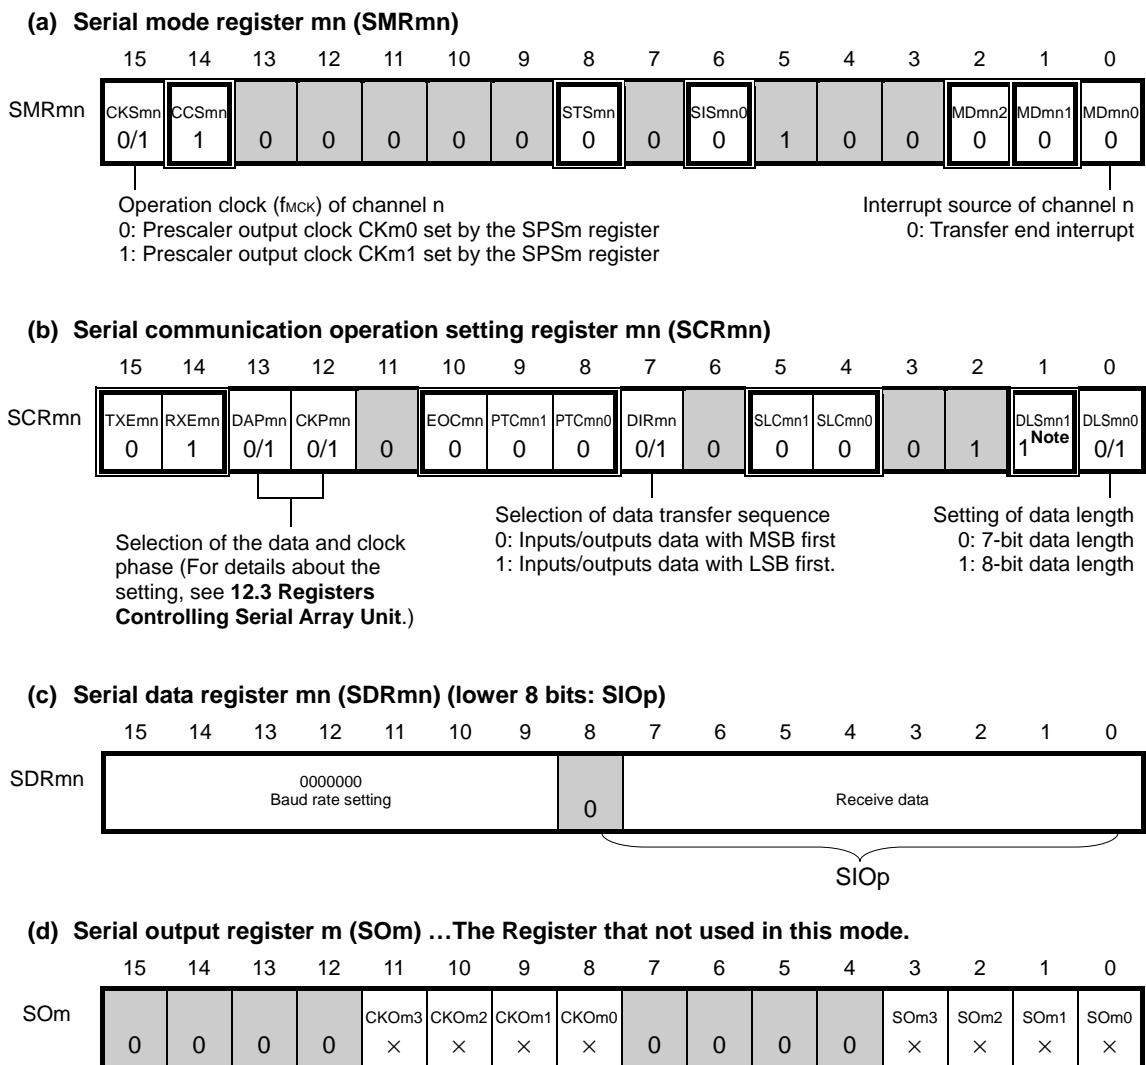 (a) Serial mode register mn (SMRmn)
15 14 13 12 11 10 9 8 7 6 5 4 3 2 1 0
SMRmn
CKSmn CCSmn STSmn SISmn0 MDmn2 MDmn1 MDmn0
0/1 1 0 0 0 0 0 0 0 0 1 0 0 0 0 0
Operation clock (fMCK) of channel n
0: Prescaler output clock CKm0 set by the SPSm register
1: Prescaler output clock CKm1 set by the SPSm register
Interrupt source of channel n
0: Transfer end interrupt
(b) Serial communication operation setting register mn (SCRmn)
15 14 13 12 11 10 9 8 7 6 5 4 3 2 1 0
SCRmn
TXEmn RXEmn DAPmn CKPmn EOCmn PTCmn1 PTCmn0 DIRmn SLCmn1 SLCmn0 DLSmn1 DLSmn0
0 1 0/1 0/1 0 0 0 0 0/1 0 0 0 0 1 1 Note 0/1
Selection of the data and clock
phase (For details about the
setting, see 12.3 Registers
Controlling Serial Array Unit.)
Selection of data transfer sequence
0: Inputs/outputs data with MSB first
1: Inputs/outputs data with LSB first.
Setting of data length
0: 7-bit data length
1: 8-bit data length
(c) Serial data register mn (SDRmn) (lower 8 bits: SIOp)
15 14 13 12 11 10 9 8 7 6 5 4 3 2 1 0
SDRmn
0000000
Baud rate setting
0
Receive data
SIOp
(d) Serial output register m (SOm) …The Register that not used in this mode.
15 14 13 12 11 10 9 8 7 6 5 4 3 2 1 0
SOm
CKOm3 CKOm2 CKOm1 CKOm0 SOm3 SOm2 SOm1 SOm0
0 0 0 0 × × × × 0 0 0 0 × × × ×